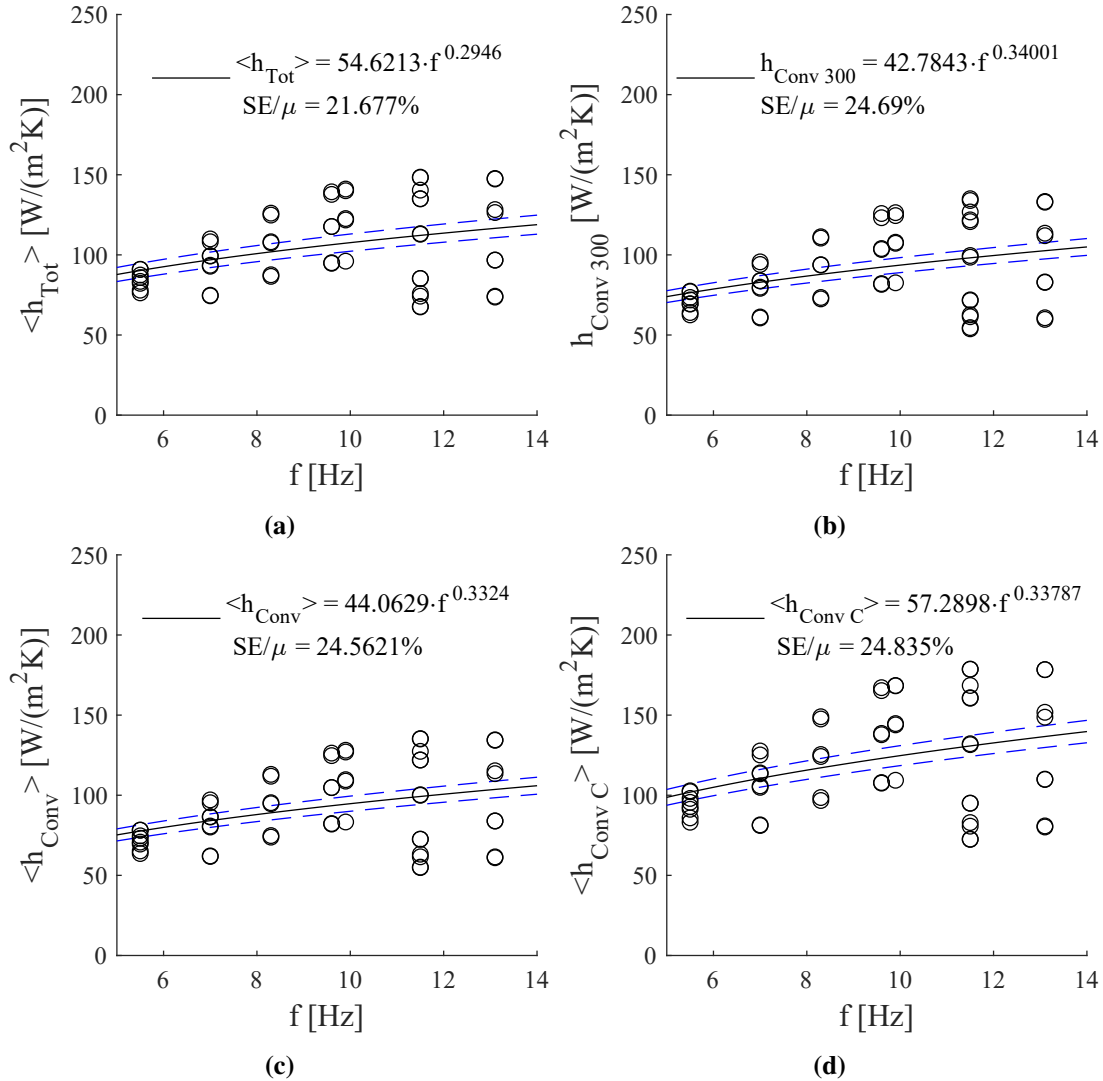 250
200
150
100
50
0
<h_Tot> [W/(m^2K)]
<h_Tot> = 54.6213·f^0.2946
SE/μ = 21.677%
6 8 10 12 14
f [Hz]
(a)
250
200
150
100
50
0
h_Conv 300 [W/(m^2K)]
h_Conv 300 = 42.7843·f^0.34001
SE/μ = 24.69%
6 8 10 12 14
f [Hz]
(b)
250
200
150
100
50
0
<h_Conv> [W/(m^2K)]
<h_Conv> = 44.0629·f^0.3324
SE/μ = 24.5621%
6 8 10 12 14
f [Hz]
(c)
250
200
150
100
50
0
<h_Conv C> [W/(m^2K)]
<h_Conv C> = 57.2898·f^0.33787
SE/μ = 24.835%
6 8 10 12 14
f [Hz]
(d)